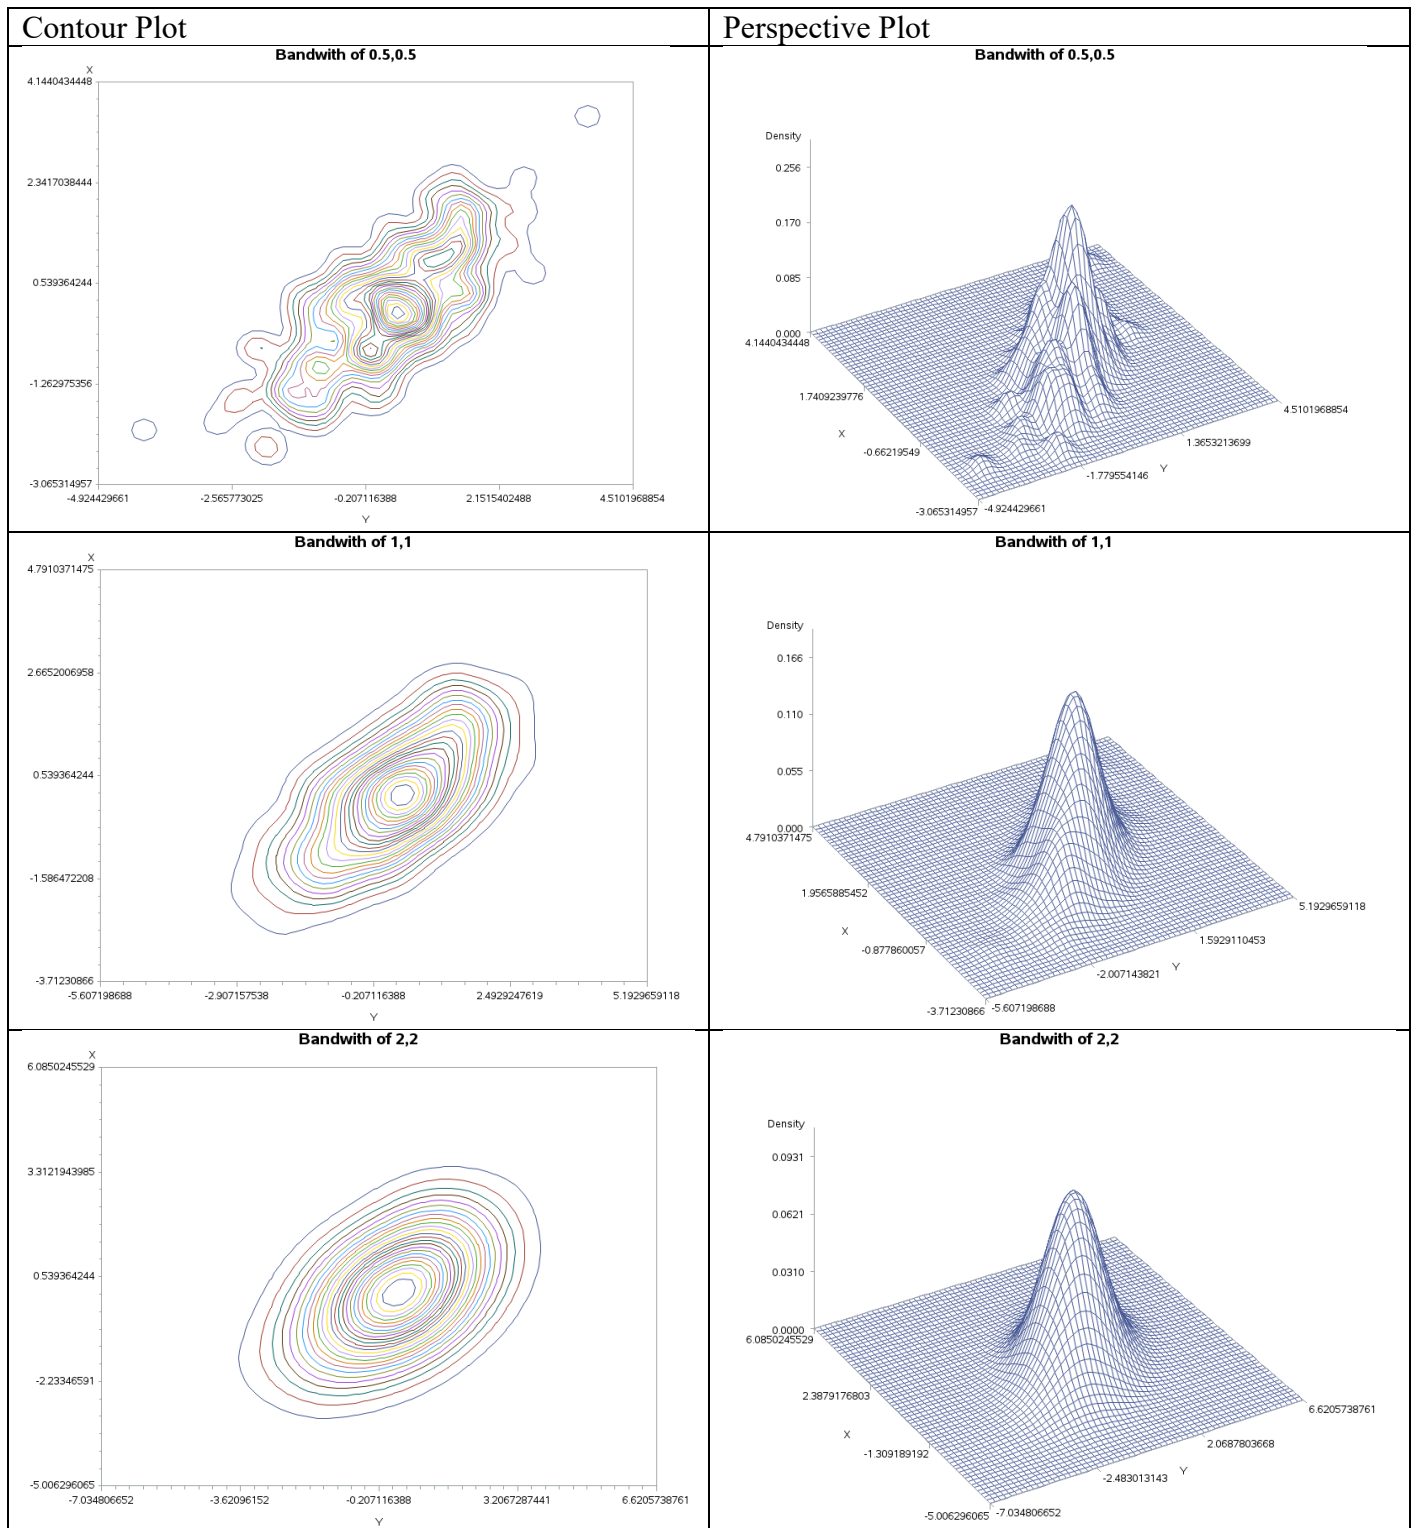 Contour Plot
Perspective Plot
Bandwith of 0.5,0.5
X
4.1440434448
2.3417038444
0.539364244
-1.262975356
-3.065314957
-4.924429661
-2.565773025
-0.207116388
2.1515402488
4.5101968854
Y
Bandwith of 0.5,0.5
Density
0.256
0.170
0.085
0.000
4.1440434448
1.7409239776
X
-0.66219549
-3.065314957
-4.924429661
-1.779554146
Y
1.3653213699
4.5101968854
Bandwith of 1,1
X
4.7910371475
2.6652006958
0.539364244
-1.586472208
-3.71230866
-5.607198688
-2.907157538
-0.207116388
2.4929247619
5.1929659118
Y
Bandwith of 1,1
Density
0.166
0.110
0.055
0.000
4.7910371475
1.9565885452
X
-0.877860057
-3.71230866
-5.607198688
-2.007143821
Y
1.5929110453
5.1929659118
Bandwith of 2,2
X
6.0850245529
3.3121943985
0.539364244
-2.23346591
-5.006296065
-7.034806652
-3.62096152
-0.207116388
3.2067287441
6.6205738761
Y
Bandwith of 2,2
Density
0.0931
0.0621
0.0310
0.0000
6.0850245529
2.3879176803
X
-1.309189192
-5.006296065
-7.034806652
-2.483013143
Y
2.0687803668
6.6205738761